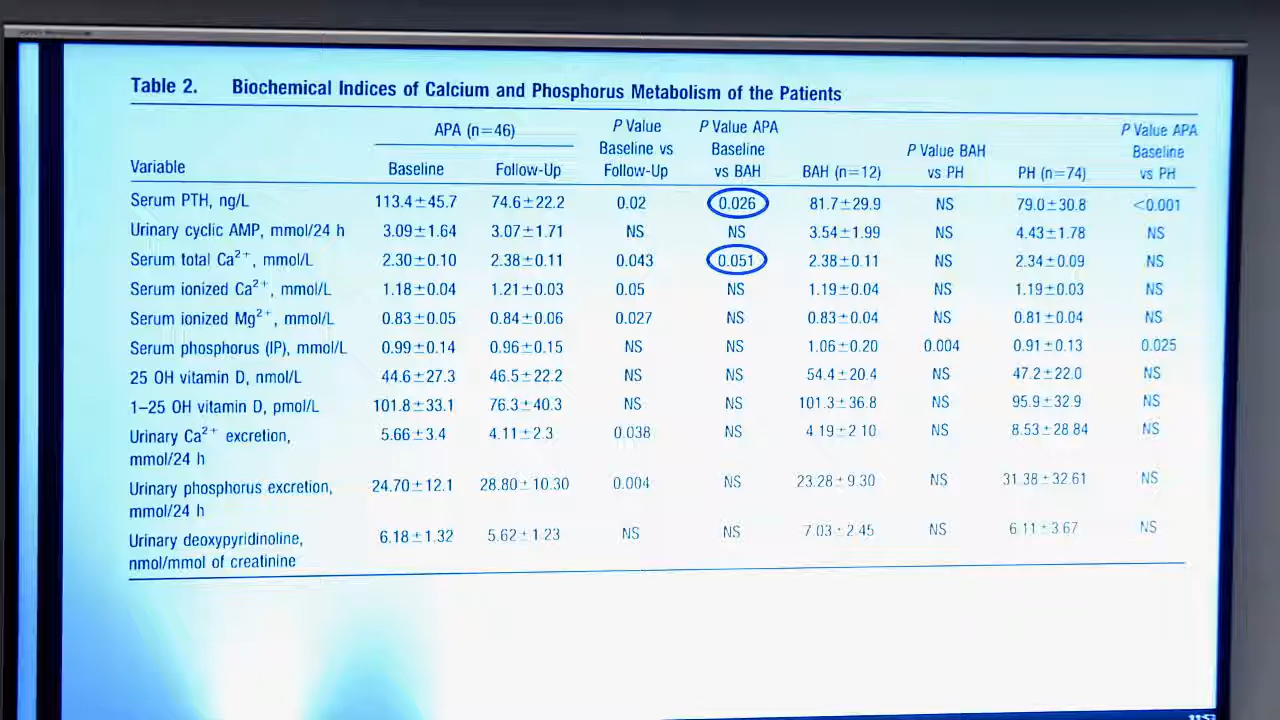 Table 2. Biochemical Indices of Calcium and Phosphorus Metabolism of the Patients
APA (n=46) P Value P Value APA P Value APA
Baseline vs Baseline P Value BAH Baseline
Variable Baseline Follow-Up Follow-Up vs BAH BAH (n=12) vs PH PH (n=74) vs PH
Serum PTH, ng/L 113.4±45.7 74.6±22.2 0.02 0.026 81.7±29.9 NS 79.0±30.8 <0.001
Urinary cyclic AMP, mmol/24 h 3.09±1.64 3.07±1.71 NS NS 3.54±1.99 NS 4.43±1.78 NS
Serum total Ca²⁺, mmol/L 2.30±0.10 2.38±0.11 0.043 0.051 2.38±0.11 NS 2.34±0.09 NS
Serum ionized Ca²⁺, mmol/L 1.18±0.04 1.21±0.03 0.05 NS 1.19±0.04 NS 1.19±0.03 NS
Serum ionized Mg²⁺, mmol/L 0.83±0.05 0.84±0.06 0.027 NS 0.83±0.04 NS 0.81±0.04 NS
Serum phosphorus (IP), mmol/L 0.99±0.14 0.96±0.15 NS NS 1.06±0.20 0.004 0.91±0.13 0.025
25 OH vitamin D, nmol/L 44.6±27.3 46.5±22.2 NS NS 54.4±20.4 NS 47.2±22.0 NS
1–25 OH vitamin D, pmol/L 101.8±33.1 76.3±40.3 NS NS 101.3±36.8 NS 95.9±32.9 NS
Urinary Ca²⁺ excretion, 5.66±3.4 4.11±2.3 0.038 NS 4.19±2.10 NS 8.53±28.84 NS
mmol/24 h
Urinary phosphorus excretion, 24.70±12.1 28.80±10.30 0.004 NS 23.28±9.30 NS 31.38±32.61 NS
mmol/24 h
Urinary deoxypyridinoline, 6.18±1.32 5.62±1.23 NS NS 7.03±2.45 NS 6.11±3.67 NS
nmol/mmol of creatinine